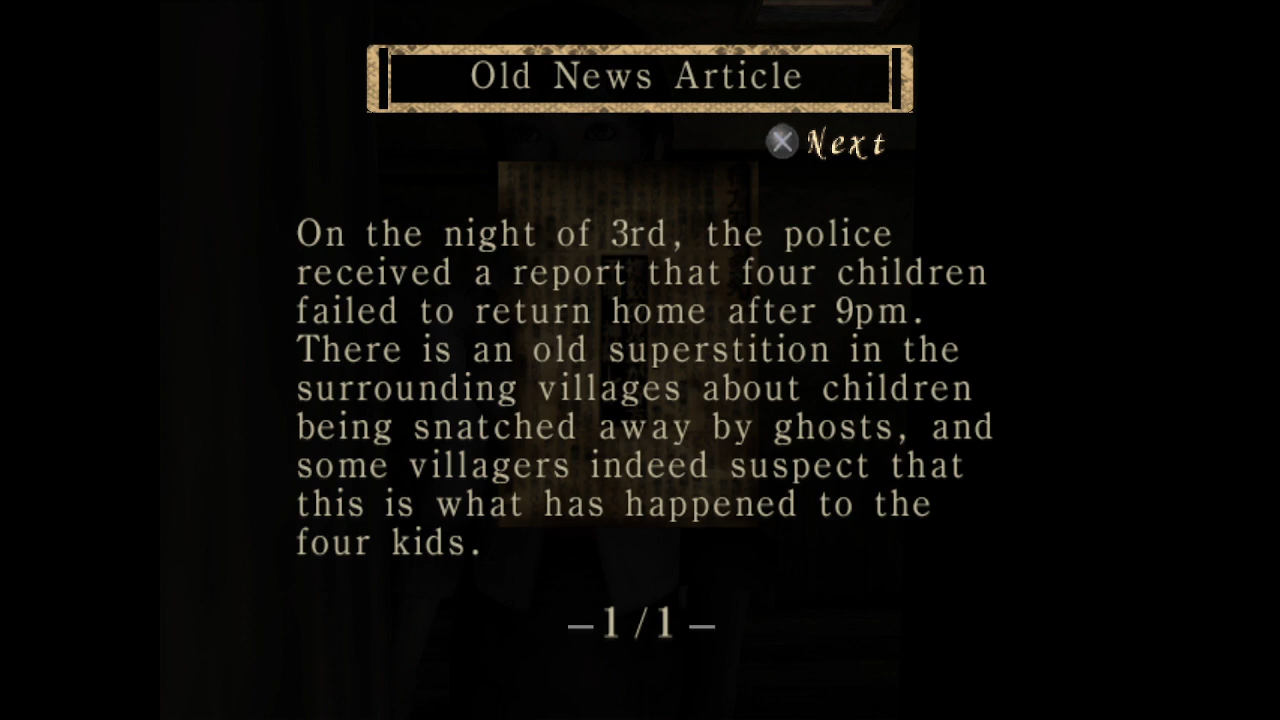 Old News Article
Next
On the night of 3rd, the police
received a report that four children
failed to return home after 9pm.
There is an old superstition in the
surrounding villages about children
being snatched away by ghosts, and
some villagers indeed suspect that
this is what has happened to the
four kids.
—1/1—